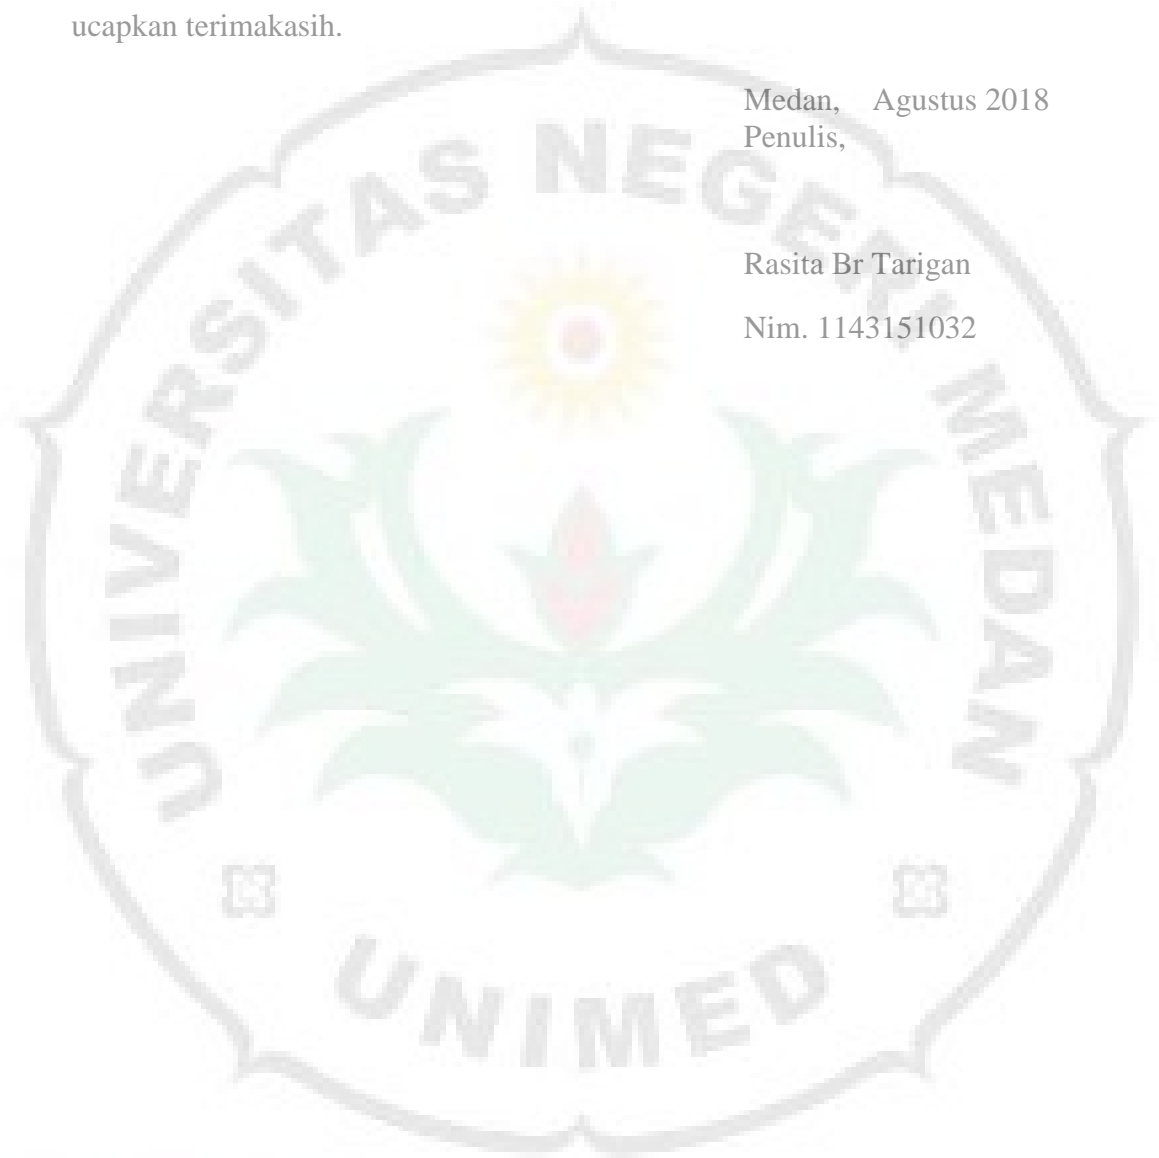 ucapkan terimakasih.
Medan, Agustus 2018
Penulis,
Rasita Br Tarigan
Nim. 1143151032
UNIVERSITAS NEGERI MEDAN
UNIMED